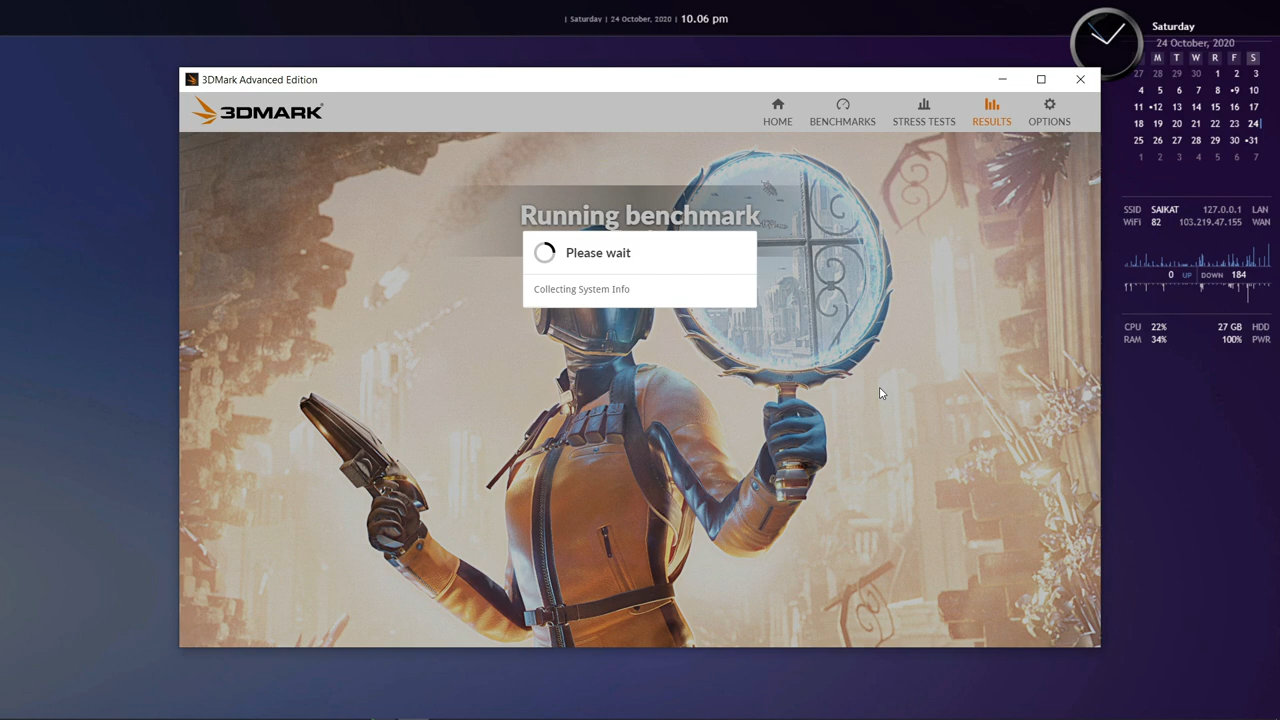 | Saturday | 24 October, 2020 | 10.06 pm
Saturday
24 October, 2020
M T W R F S
27 28 29 30 1 2 3
4 5 6 7 8 •9 10
11 •12 13 14 15 16 17
18 19 20 21 22 23 24|
25 26 27 28 29 30 •31
1 2 3 4 5 6 7
3DMark Advanced Edition
3DMARK®
HOME BENCHMARKS STRESS TESTS RESULTS OPTIONS
Running benchmark
Please wait
Collecting System Info
SSID SAIKAT 127.0.0.1 LAN
WIFI 82 103.219.47.155 WAN
0 UP DOWN 184
CPU 22% 27 GB HDD
RAM 34% 100% PWR